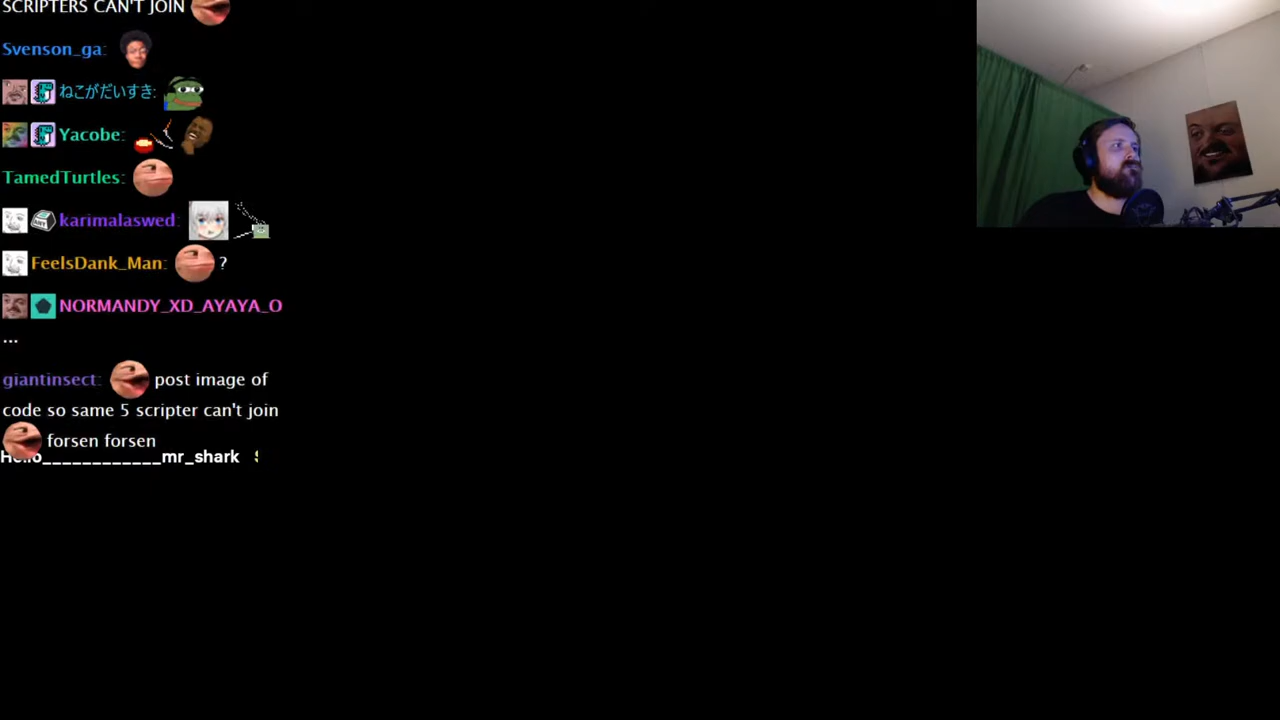 SCRIPTERS CAN'T JOIN
Svenson_ga:
ねこがだいすき:
Yacobe:
TamedTurtles:
karimalaswed:
FeelsDank_Man: ?
NORMANDY_XD_AYAYA_O
...
giantinsect: post image of
code so same 5 scripter can't join
forsen forsen
Hello____________mr_shark